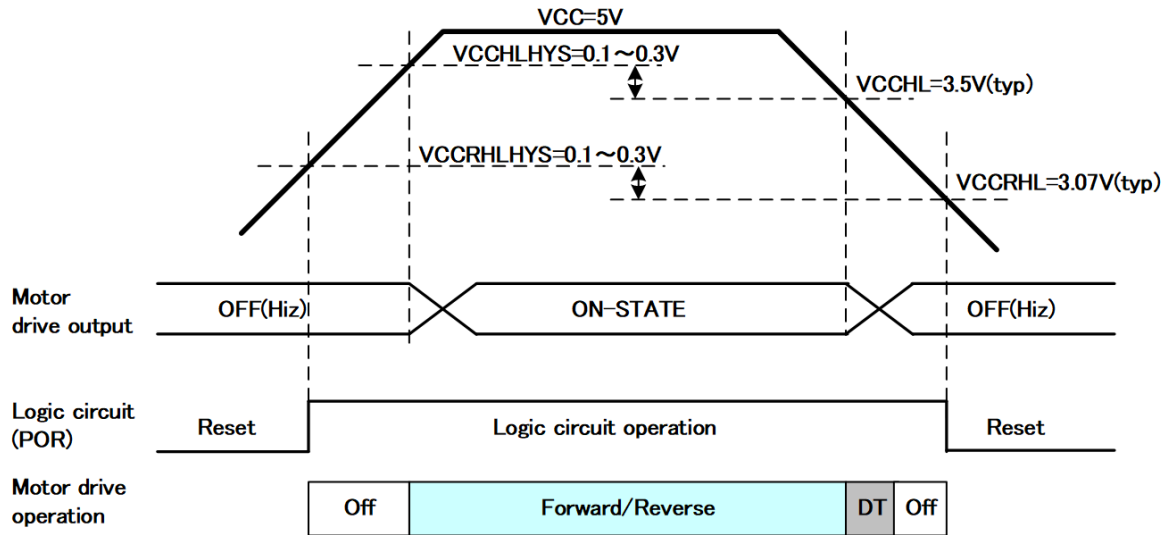 VCC=5V
VCCHLHYS=0.1～0.3V
VCCHL=3.5V(typ)
VCCRHLHYS=0.1～0.3V
VCCRHL=3.07V(typ)
Motor
drive output
OFF(Hiz)
ON-STATE
OFF(Hiz)
Logic circuit
(POR)
Reset
Logic circuit operation
Reset
Motor drive
operation
Off
Forward/Reverse
DT
Off